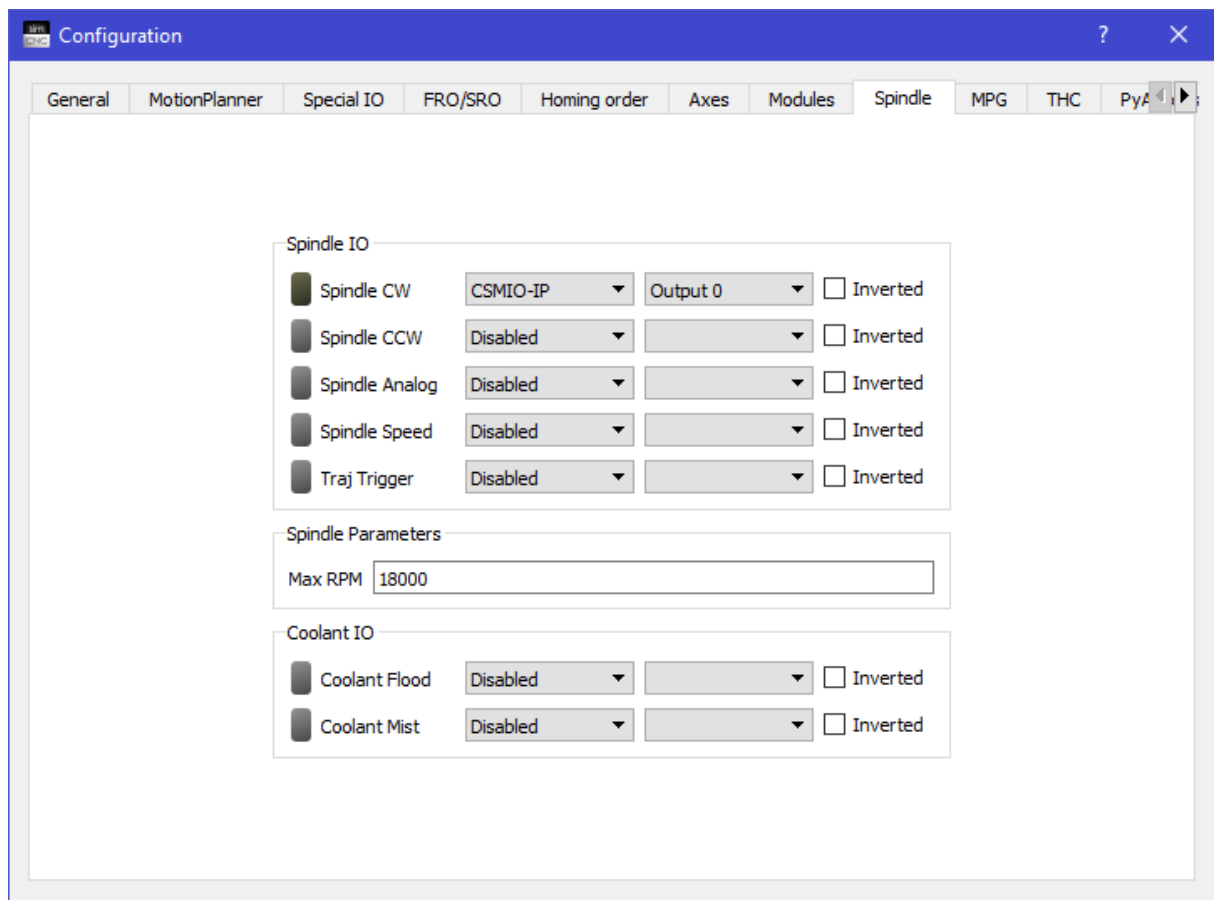 sim
CNC
Configuration ? ×
General MotionPlanner Special IO FRO/SRO Homing order Axes Modules Spindle MPG THC
Spindle IO
Spindle CW CSMIO-IP Output 0 Inverted
Spindle CCW Disabled Inverted
Spindle Analog Disabled Inverted
Spindle Speed Disabled Inverted
Traj Trigger Disabled Inverted
Spindle Parameters
Max RPM 18000
Coolant IO
Coolant Flood Disabled Inverted
Coolant Mist Disabled Inverted